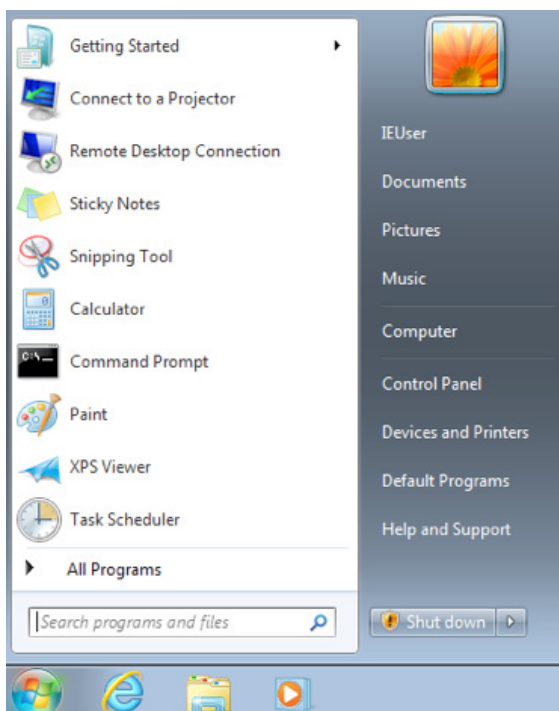 Getting Started
Connect to a Projector
Remote Desktop Connection
Sticky Notes
Snipping Tool
Calculator
Command Prompt
Paint
XPS Viewer
Task Scheduler
All Programs
Search programs and files
IEUser
Documents
Pictures
Music
Computer
Control Panel
Devices and Printers
Default Programs
Help and Support
Shut down